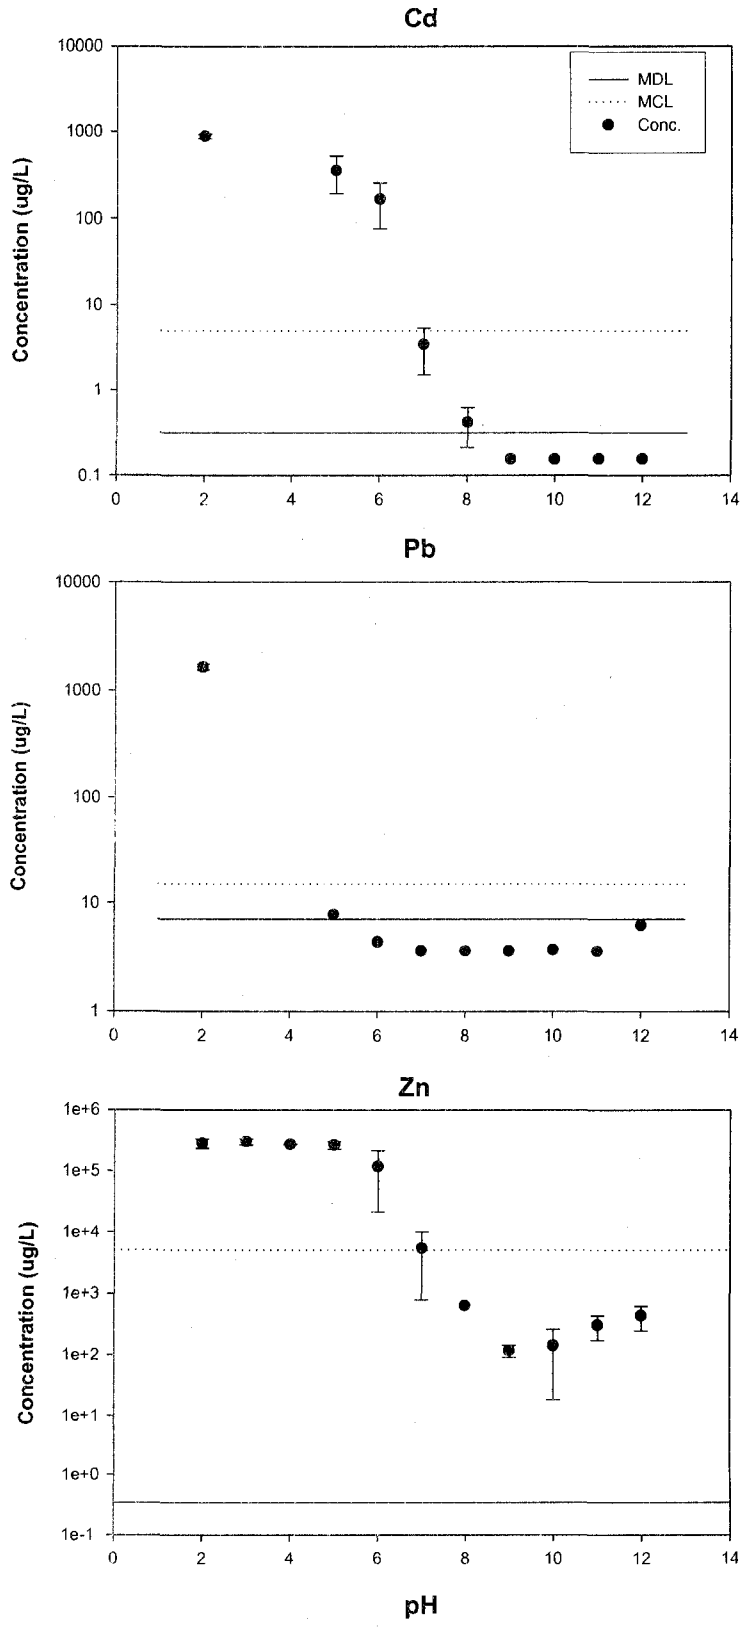 Cd
10000
MDL
MCL
Conc.
1000
100
10
1
0.1
Concentration (ug/L)
0 2 4 6 8 10 12 14
Pb
10000
1000
100
10
1
Concentration (ug/L)
0 2 4 6 8 10 12 14
Zn
1e+6
1e+5
1e+4
1e+3
1e+2
1e+1
1e+0
1e-1
Concentration (ug/L)
0 2 4 6 8 10 12 14
pH